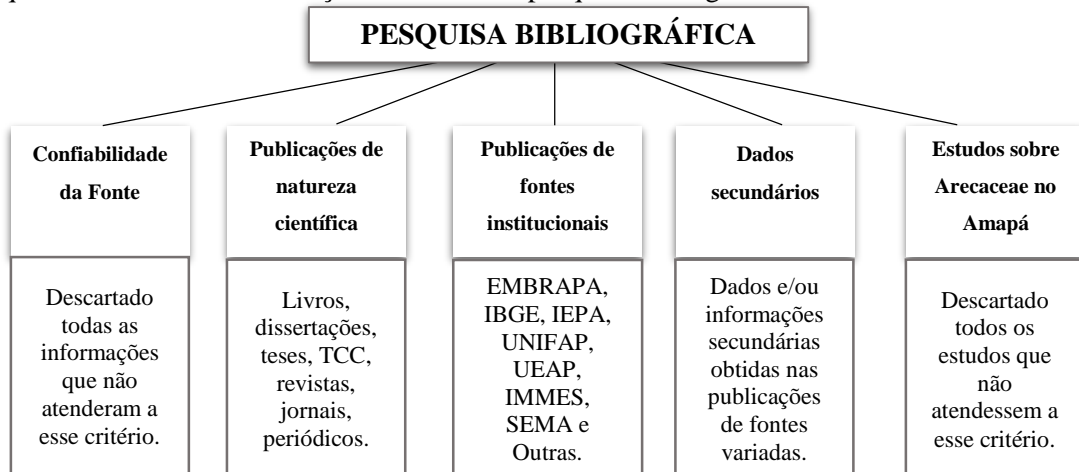 PESQUISA BIBLIOGRÁFICA
Confiabilidade
da Fonte
Publicações de
natureza
científica
Publicações de
fontes
institucionais
Dados
secundários
Estudos sobre
Arecaceae no
Amapá
Descartado
todas as
informações
que não
atenderam a
esse critério.
Livros,
dissertações,
teses, TCC,
revistas,
jornais,
periódicos.
EMBRAPA,
IBGE, IEPA,
UNIFAP,
UEAP,
IMMES,
SEMA e
Outras.
Dados e/ou
informações
secundárias
obtidas nas
publicações
de fontes
variadas.
Descartado
todos os
estudos que
não
atendessem a
esse critério.